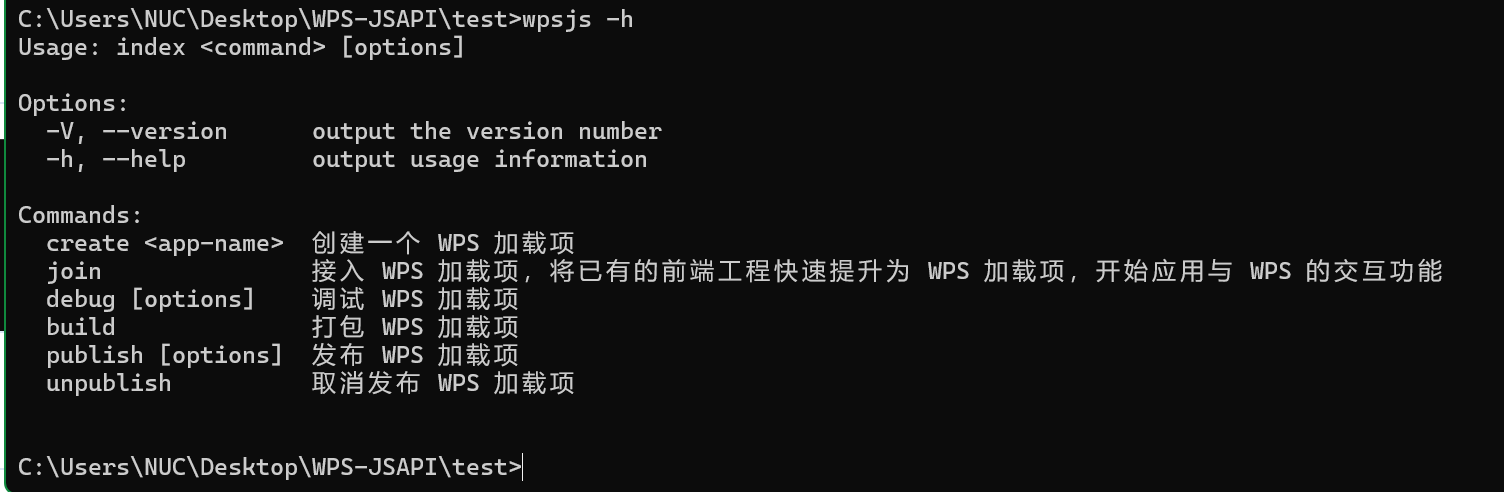 C:\Users\NUC\Desktop\WPS-JSAPI\test>wpsjs -h
Usage: index <command> [options]
Options:
-V, --version output the version number
-h, --help output usage information
Commands:
create <app-name> 创建一个 WPS 加载项
join 接入 WPS 加载项，将已有的前端工程快速提升为 WPS 加载项，开始应用与 WPS 的交互功能
debug [options] 调试 WPS 加载项
build 打包 WPS 加载项
publish [options] 发布 WPS 加载项
unpublish 取消发布 WPS 加载项
C:\Users\NUC\Desktop\WPS-JSAPI\test>